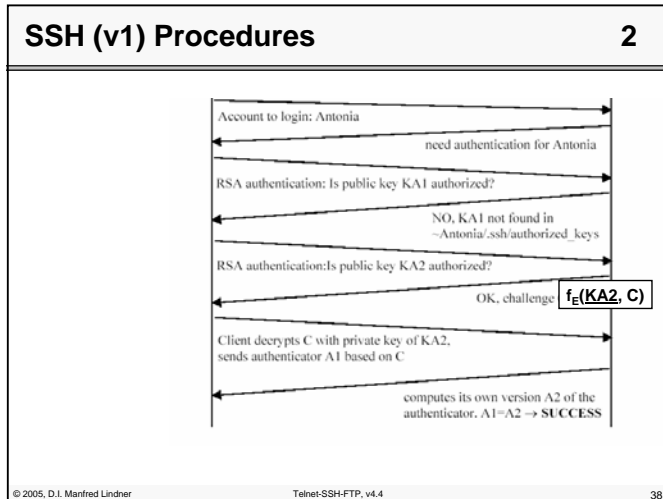 SSH (v1) Procedures 2
Account to login: Antonia
need authentication for Antonia
RSA authentication: Is public key KA1 authorized?
NO, KA1 not found in
~Antonia/.ssh/authorized_keys
RSA authentication:Is public key KA2 authorized?
OK, challenge fE(KA2, C)
Client decrypts C with private key of KA2,
sends authenticator A1 based on C
computes its own version A2 of the
authenticator. A1=A2 → SUCCESS
© 2005, D.I. Manfred Lindner Telnet-SSH-FTP, v4.4 38